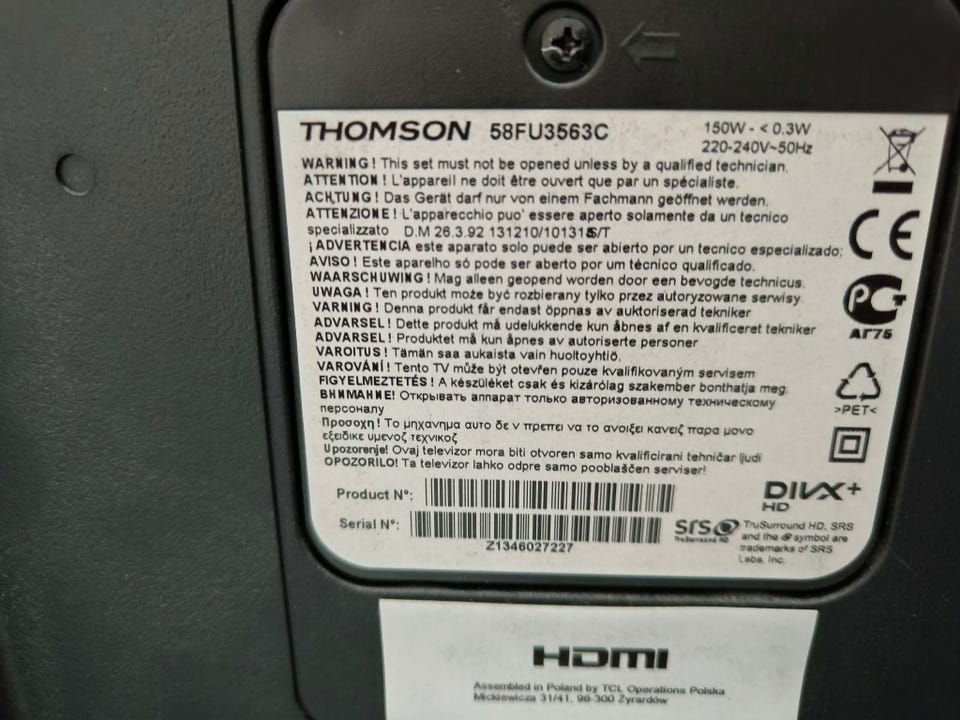 THOMSON 58FU3563C
150W - < 0.3W
220-240V~50Hz
WARNING! This set must not be opened unless by a qualified technician.
ATTENTION! L'appareil ne doit être ouvert que par un spécialiste.
ACHTUNG! Das Gerät darf nur von einem Fachmann geöffnet werden.
ATTENZIONE! L'apparecchio puo' essere aperto solamente da un tecnico
specializzato D.M 26.3.92 131210/101318/S/T
¡ADVERTENCIA este aparato solo puede ser abierto por un tecnico especializado;
AVISO! Este aparelho só pode ser aberto por um técnico qualificado.
WAARSCHUWING! Mag alleen geopend worden door een bevogde technicus.
UWAGA! Ten produkt może być rozbierany tylko przez autoryzowane serwisy
VARNING! Denna produkt får endast öppnas av auktoriserad tekniker
ADVARSEL! Dette produkt må udelukkende kun åbnes af en kvalificeret tekniker
ADVARSEL! Produktet må kun åpnes av autoriserte personer
VAROITUS! Tämän saa aukaista vain huoltoyhtiö.
VAROVÁNÍ! Tento TV může být otevřen pouze kvalifikovaným servisem
FIGYELMEZTETÉS! A készüléket csak és kizárólag szakember bonthatja meg.
ВНИМАНИЕ! Открывать аппарат только авторизованному техническому
персоналу
Προσοχη! Το μηχανημα αυτο δε ν πρεπει να το ανοιξει κανειζ παρα μονο
εξειδικε υμενοζ τεχνικοζ
Upozorenje! Ovaj televizor mora biti otvoren samo kvalificirani tehničar ljudi
OPOZORILO! Ta televizor lahko odpre samo pooblaščen serviser!
CE
PG
АГ75
>PET<
Product N°:
Serial N°:
Z1346027227
DIVX+
HD
SRS
TruSurround HD
TruSurround HD, SRS
and the symbol are
trademarks of SRS
Labs, Inc.
HDMI
Assembled in Poland by TCL Operations Polska
Mickiewicza 31/41, 96-300 Żyrardów